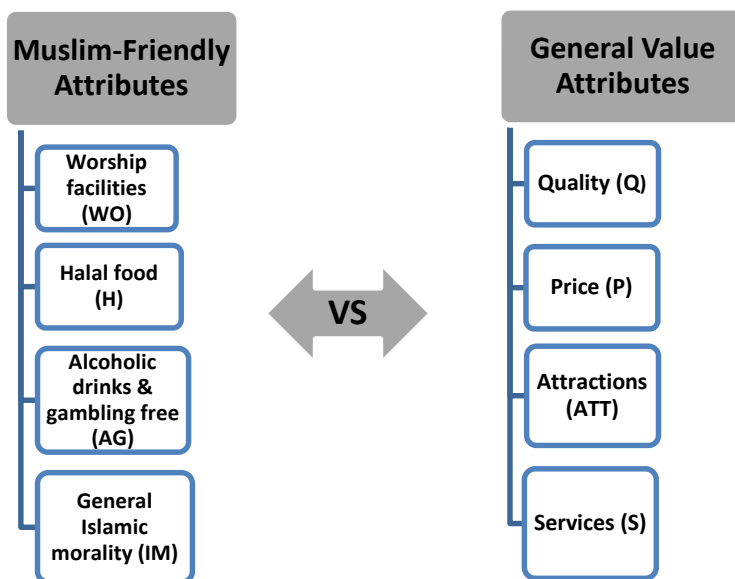 Muslim-Friendly
Attributes
Worship
facilities
(WO)
Halal food
(H)
Alcoholic
drinks &
gambling free
(AG)
General
Islamic
morality (IM)
VS
General Value
Attributes
Quality (Q)
Price (P)
Attractions
(ATT)
Services (S)